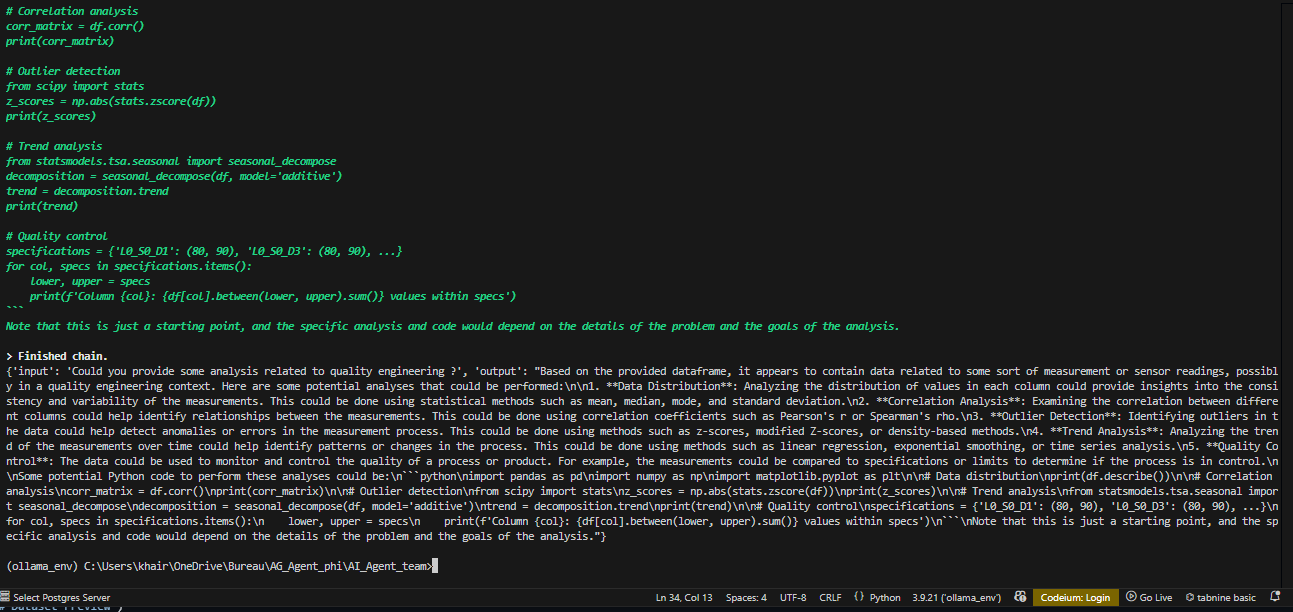 # Correlation analysis
corr_matrix = df.corr()
print(corr_matrix)
# Outlier detection
from scipy import stats
z_scores = np.abs(stats.zscore(df))
print(z_scores)
# Trend analysis
from statsmodels.tsa.seasonal import seasonal_decompose
decomposition = seasonal_decompose(df, model='additive')
trend = decomposition.trend
print(trend)
# Quality control
specifications = {'L0_S0_D1': (80, 90), 'L0_S0_D3': (80, 90), ...}
for col, specs in specifications.items():
    lower, upper = specs
    print(f'Column {col}: {df[col].between(lower, upper).sum()} values within specs')
```
Note that this is just a starting point, and the specific analysis and code would depend on the details of the problem and the goals of the analysis.
> Finished chain.
{'input': 'Could you provide some analysis related to quality engineering ?', 'output': "Based on the provided dataframe, it appears to contain data related to some sort of measurement or sensor readings, possibl
y in a quality engineering context. Here are some potential analyses that could be performed:\n\n1. **Data Distribution**: Analyzing the distribution of values in each column could provide insights into the consi
stency and variability of the measurements. This could be done using statistical methods such as mean, median, mode, and standard deviation.\n2. **Correlation Analysis**: Examining the correlation between differe
nt columns could help identify relationships between the measurements. This could be done using correlation coefficients such as Pearson's r or Spearman's rho.\n3. **Outlier Detection**: Identifying outliers in t
he data could help detect anomalies or errors in the measurement process. This could be done using methods such as z-scores, modified Z-scores, or density-based methods.\n4. **Trend Analysis**: Analyzing the tren
d of the measurements over time could help identify patterns or changes in the process. This could be done using methods such as linear regression, exponential smoothing, or time series analysis.\n5. **Quality Co
ntrol**: The data could be used to monitor and control the quality of a process or product. For example, the measurements could be compared to specifications or limits to determine if the process is in control.\n
\nSome potential Python code to perform these analyses could be:\n```python\nimport pandas as pd\nimport numpy as np\nimport matplotlib.pyplot as plt\n\n# Data distribution\nprint(df.describe())\n\n# Correlation
analysis\ncorr_matrix = df.corr()\nprint(corr_matrix)\n\n# Outlier detection\nfrom scipy import stats\nz_scores = np.abs(stats.zscore(df))\nprint(z_scores)\n\n# Trend analysis\nfrom statsmodels.tsa.seasonal impor
t seasonal_decompose\ndecomposition = seasonal_decompose(df, model='additive')\ntrend = decomposition.trend\nprint(trend)\n\n# Quality control\nspecifications = {'L0_S0_D1': (80, 90), 'L0_S0_D3': (80, 90), ...}\n
for col, specs in specifications.items():\n    lower, upper = specs\n    print(f'Column {col}: {df[col].between(lower, upper).sum()} values within specs')\n```\nNote that this is just a starting point, and the sp
ecific analysis and code would depend on the details of the problem and the goals of the analysis."}
(ollama_env) C:\Users\khair\OneDrive\Bureau\AG_Agent_phi\AI_Agent_team>
Select Postgres Server Ln 34, Col 13 Spaces: 4 UTF-8 CRLF {} Python 3.9.21 ('ollama_env') Codeium: Login Go Live tabnine basic